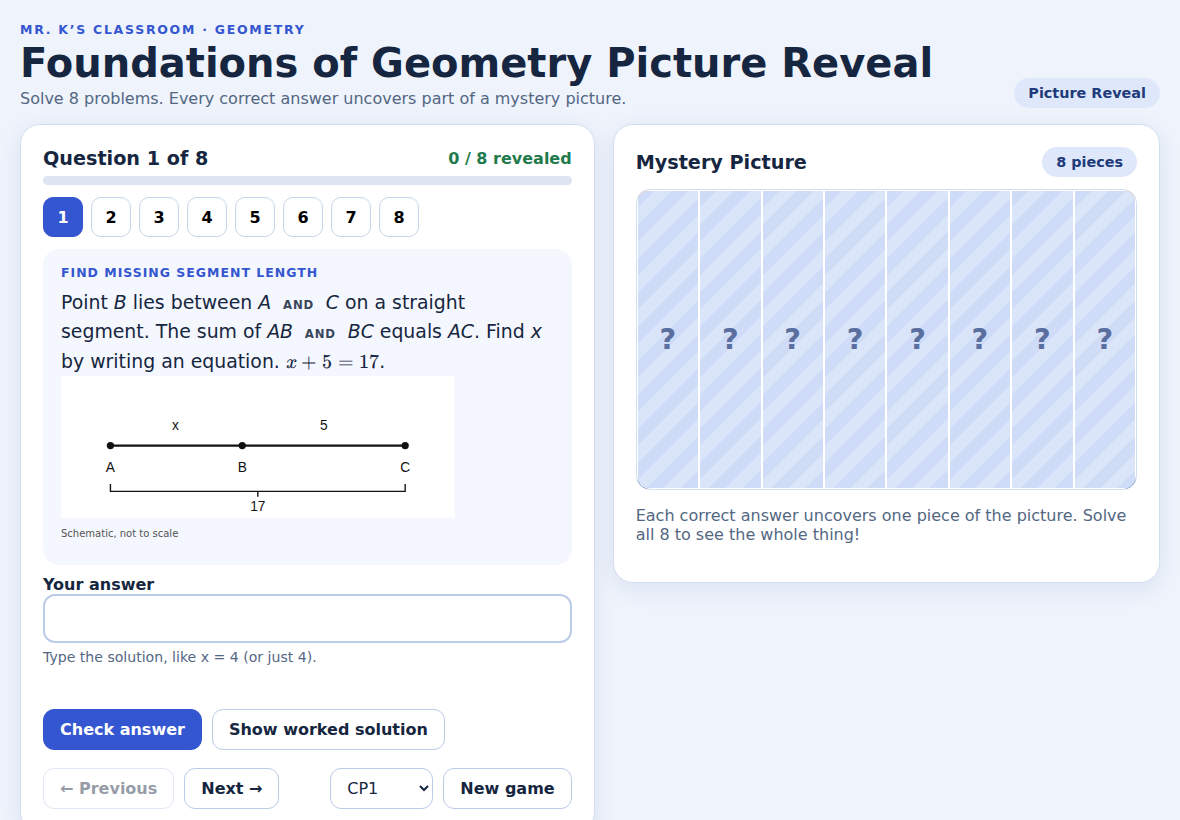 MR. K'S CLASSROOM · GEOMETRY
Foundations of Geometry Picture Reveal
Solve 8 problems. Every correct answer uncovers part of a mystery picture.
Picture Reveal
Question 1 of 8
0 / 8 revealed
1 2 3 4 5 6 7 8
FIND MISSING SEGMENT LENGTH
Point B lies between A AND C on a straight
segment. The sum of AB AND BC equals AC. Find x
by writing an equation. x + 5 = 17.
x 5
A B C
17
Schematic, not to scale
Your answer
Type the solution, like x = 4 (or just 4).
Check answer
Show worked solution
← Previous
Next →
CP1
New game
Mystery Picture
8 pieces
? ? ? ? ? ? ? ?
Each correct answer uncovers one piece of the picture. Solve
all 8 to see the whole thing!